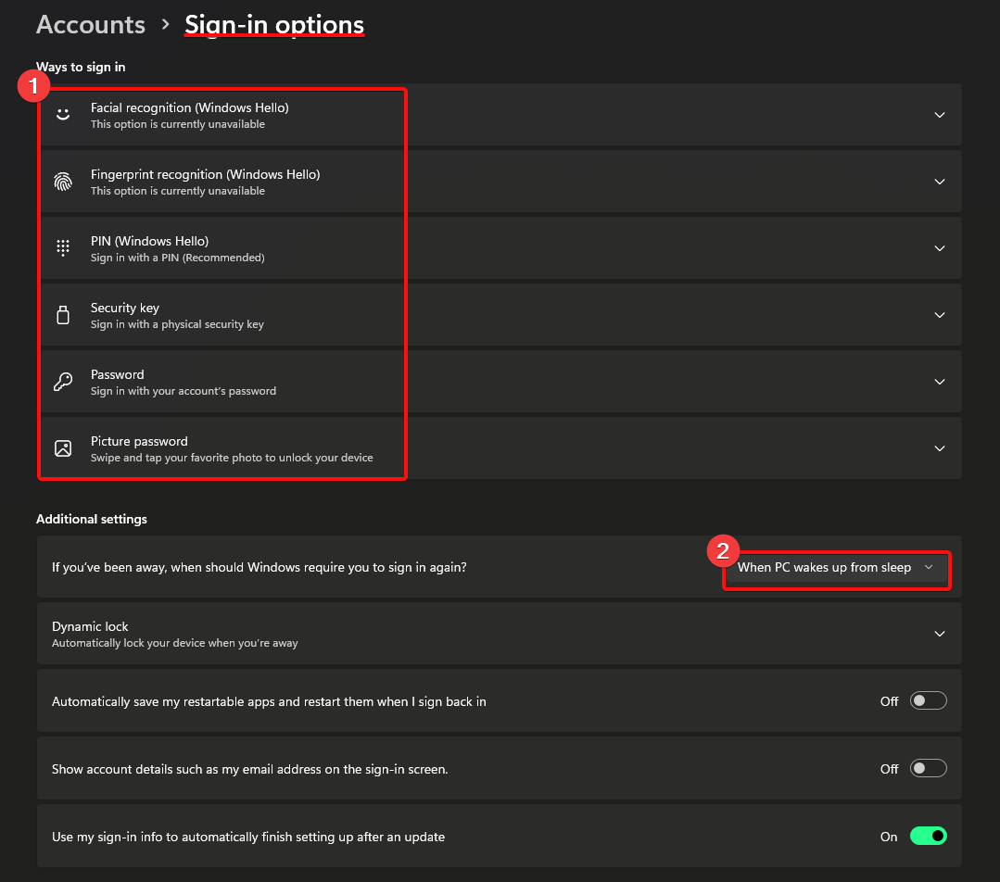 Accounts > Sign-in options
Ways to sign in
1
Facial recognition (Windows Hello)
This option is currently unavailable
Fingerprint recognition (Windows Hello)
This option is currently unavailable
PIN (Windows Hello)
Sign in with a PIN (Recommended)
Security key
Sign in with a physical security key
Password
Sign in with your account’s password
Picture password
Swipe and tap your favorite photo to unlock your device
Additional settings
2
If you’ve been away, when should Windows require you to sign in again? When PC wakes up from sleep
Dynamic lock
Automatically lock your device when you’re away
Automatically save my restartable apps and restart them when I sign back in Off
Show account details such as my email address on the sign-in screen. Off
Use my sign-in info to automatically finish setting up after an update On